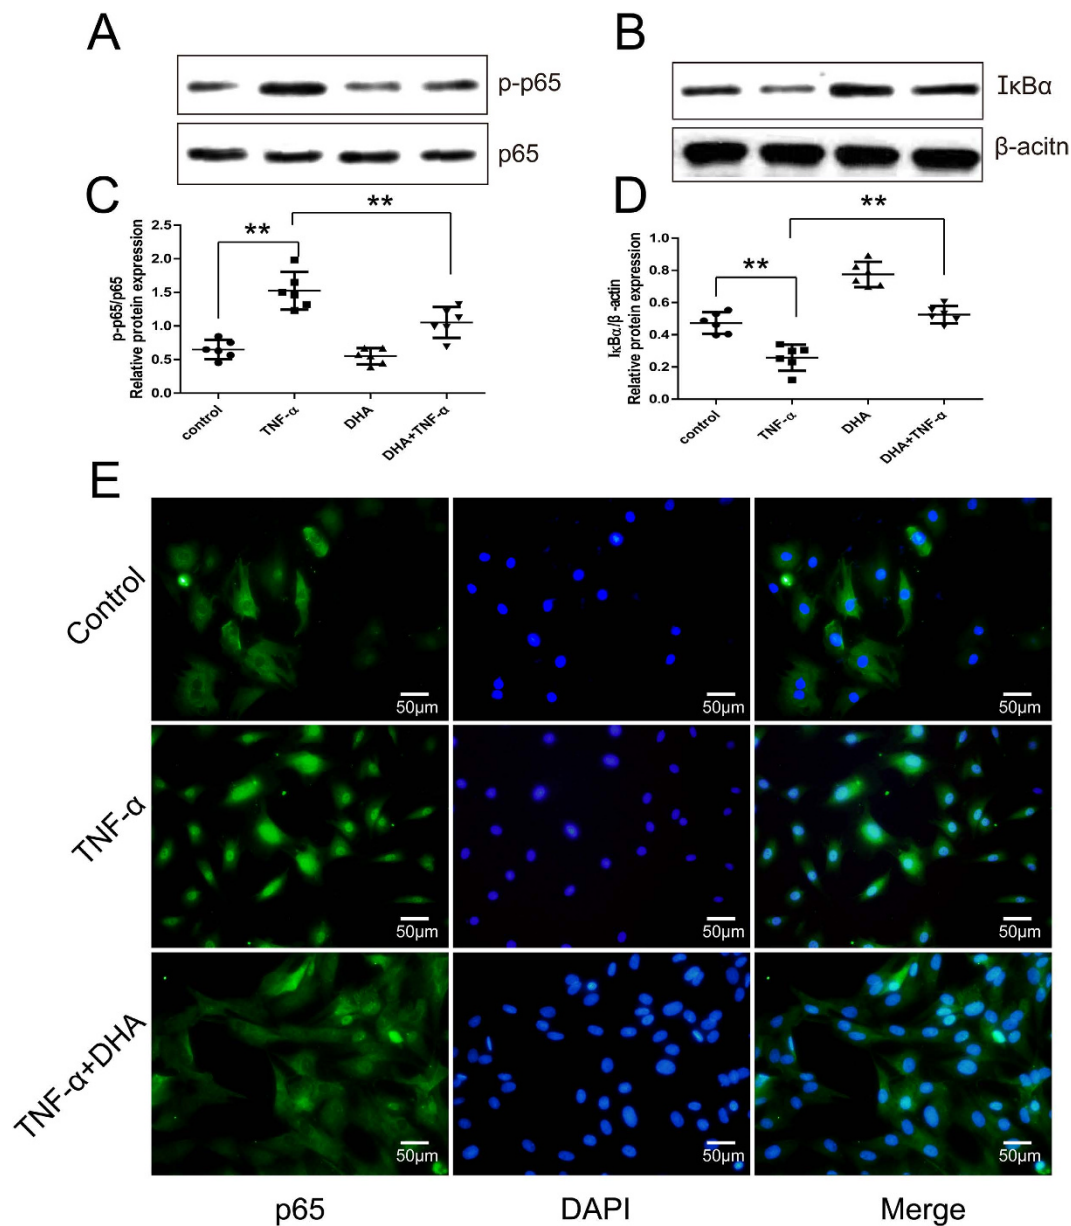 A
p-p65
p65
B
IκBα
β-acitn
C
**
**
p-p65/p65
Relative protein expression
2.5
2.0
1.5
1.0
0.5
0.0
control
TNF-α
DHA
DHA+TNF-α
D
**
**
IκBα/β-actin
Relative protein expression
1.0
0.8
0.6
0.4
0.2
0.0
control
TNF-α
DHA
DHA+TNF-α
E
Control
50μm
50μm
50μm
TNF-α
50μm
50μm
50μm
TNF-α+DHA
50μm
50μm
50μm
p65
DAPI
Merge